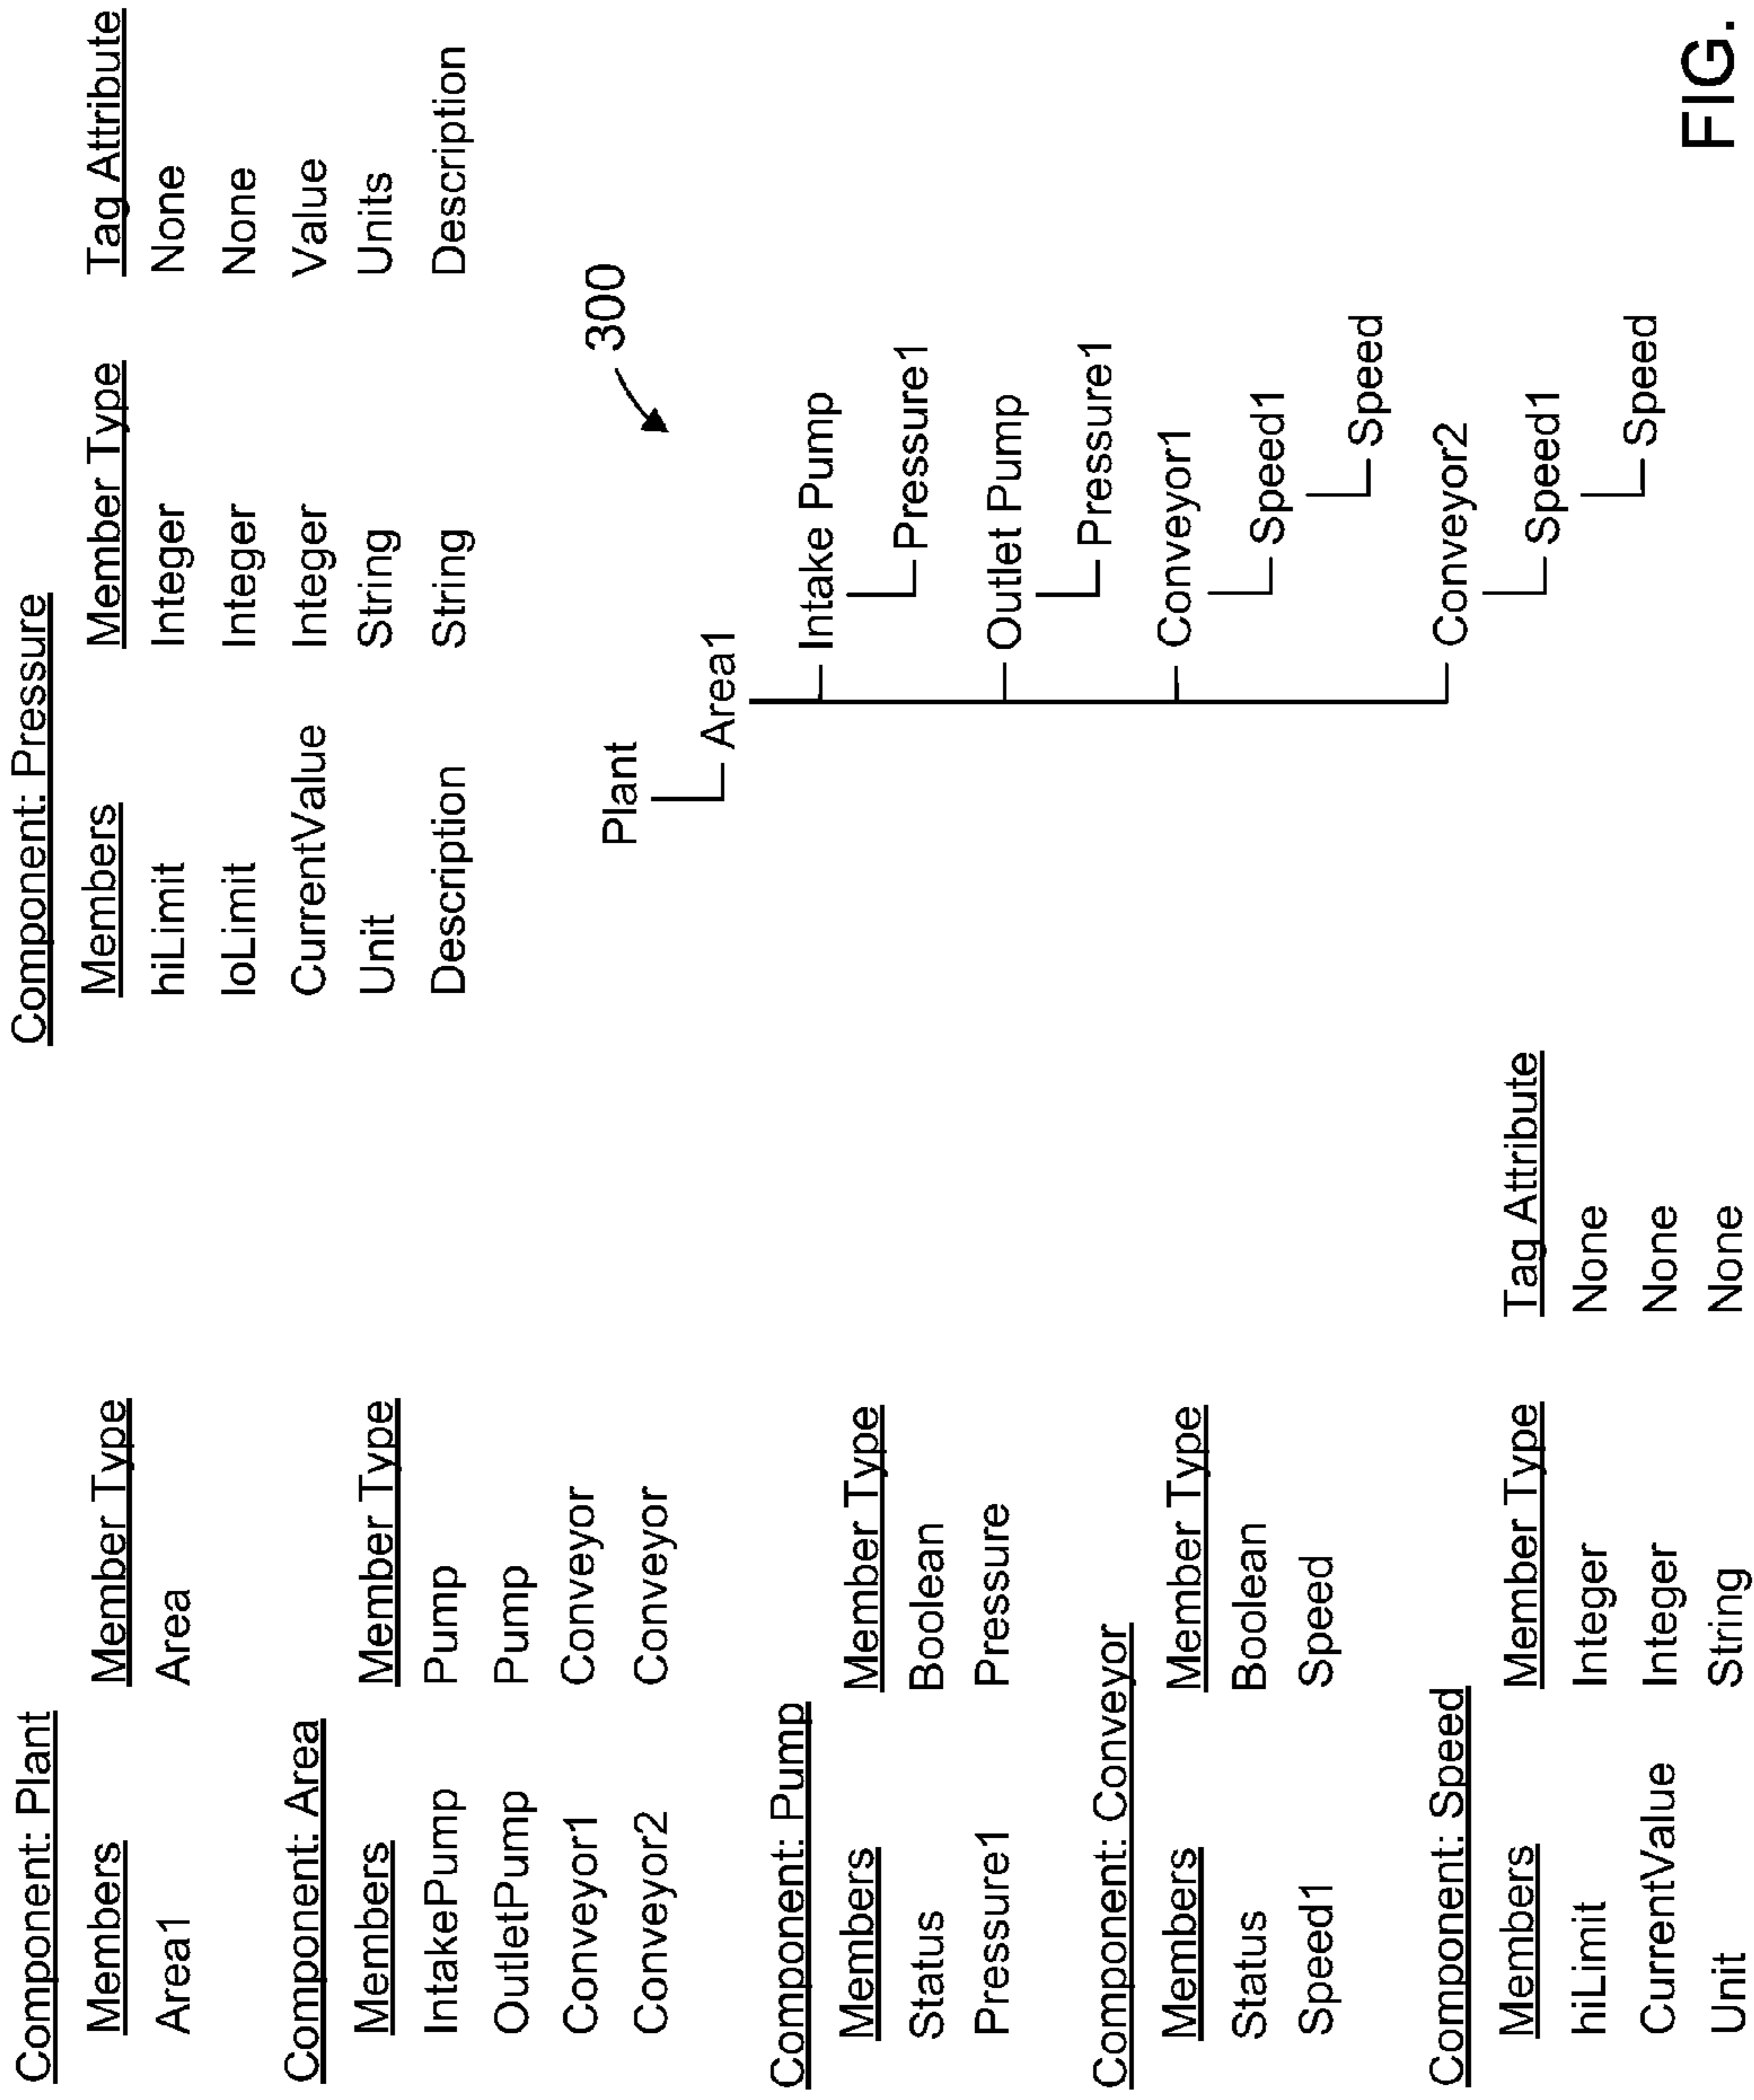 Component: Plant
Members Member Type
Area1 Area
Component: Area
Members Member Type
IntakePump Pump
OutletPump Pump
Conveyor1 Conveyor
Conveyor2 Conveyor
Component: Pump
Members Member Type
Status Boolean
Pressure1 Pressure
Component: Conveyor
Members Member Type
Status Boolean
Speed1 Speed
Component: Speed
Members Member Type Tag Attribute
hiLimit Integer None
CurrentValue Integer None
Unit String None
Component: Pressure
Members Member Type Tag Attribute
hiLimit Integer None
loLimit Integer None
CurrentValue Integer Value
Unit String Units
Description String Description
300
Plant
Area1
Intake Pump
Pressure1
Outlet Pump
Pressure1
Conveyor1
Speed1
Speed
Conveyor2
Speed1
Speed
FIG.